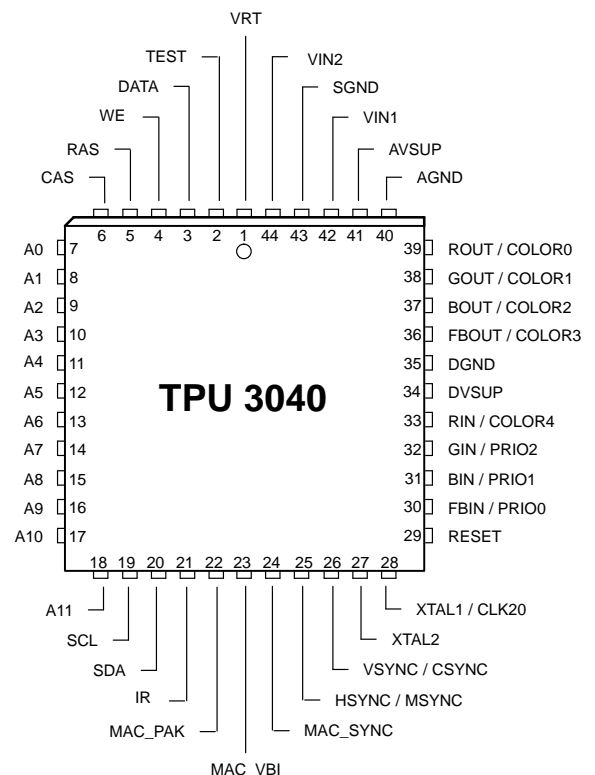 VRT
TEST VIN2
DATA SGND
WE VIN1
RAS AVSUP
CAS AGND
6 5 4 3 2 1 44 43 42 41 40
A0 7 39 ROUT / COLOR0
A1 8 38 GOUT / COLOR1
A2 9 37 BOUT / COLOR2
A3 10 36 FBOUT / COLOR3
A4 11 35 DGND
A5 12 34 DVSUP
TPU 3040
A6 13 33 RIN / COLOR4
A7 14 32 GIN / PRIO2
A8 15 31 BIN / PRIO1
A9 16 30 FBIN / PRIO0
A10 17 29 RESET
18 19 20 21 22 23 24 25 26 27 28
A11 XTAL1 / CLK20
SCL XTAL2
SDA VSYNC / CSYNC
IR HSYNC / MSYNC
MAC_PAK MAC_SYNC
MAC_VBI